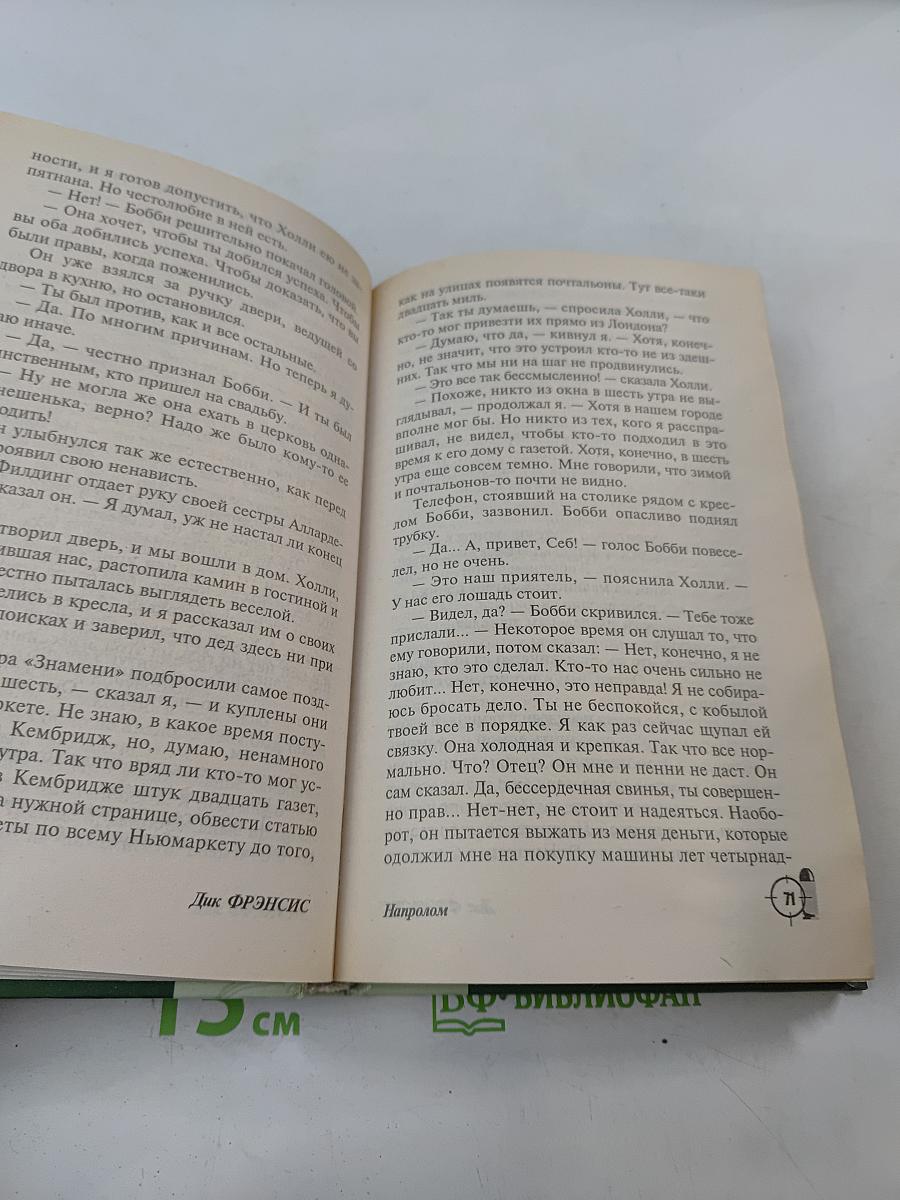 ности, и я готов допустить, что Холли ею не за-
пятнана. Но честолюбие в ней есть.
— Нет! — Бобби решительно покачал головой.
— Она хочет, чтобы ты добился успеха. Чтобы
вы оба добились успеха. Чтобы доказать, что вы
были правы, когда поженились.
Он уже взялся за ручку двери, ведущей со
двора в кухню, но остановился.
— Ты был против, как и все остальные.
— Да. По многим причинам. Но теперь я ду-
аю иначе.
— Да, — честно признал Бобби. — И ты был
инственным, кто пришел на свадьбу.
— Ну не могла же она ехать в церковь одна-
нешенька, верно? Надо же было кому-то ее
одить!
н улыбнулся так же естественно, как перед
роявил свою ненависть.
Филдинг отдает руку своей сестры Алларде-
казал он. — Я думал, уж не настал ли конец
творил дверь, и мы вошли в дом. Холли,
ившая нас, растопила камин в гостиной и
естно пыталась выглядеть веселой.
елись в кресла, и я рассказал им о своих
поисках и заверил, что дед здесь ни при
ра «Знамени» подбросили самое позд-
шесть, — сказал я, — и куплены они
ркете. Не знаю, в какое время посту-
Кембридж, но, думаю, ненамного
утра. Так что вряд ли кто-то мог ус-
в Кембридже штук двадцать газет,
а нужной странице, обвести статью
еты по всему Ньюмаркету до того,
Дик ФРЭНСИС
как на улицах появятся почтальоны. Тут все-таки
двадцать миль.
— Так ты думаешь, — спросила Холли, — что
кто-то мог привезти их прямо из Лондона?
— Думаю, что да, — кивнул я. — Хотя, конеч-
но, не значит, что это устроил кто-то не из здеш-
них. Так что мы ни на шаг не продвинулись.
— Это все так бессмысленно! — сказала Холли.
— Похоже, никто из окна в шесть утра не вы-
глядывал, — продолжал я. — Хотя в нашем городе
вполне мог бы. Но никто из тех, кого я расспра-
шивал, не видел, чтобы кто-то подходил в это
время к его дому с газетой. Хотя, конечно, в шесть
утра еще совсем темно. Мне говорили, что зимой
и почтальонов-то почти не видно.
Телефон, стоявший на столике рядом с крес-
лом Бобби, зазвонил. Бобби опасливо поднял
трубку.
— Да... А, привет, Себ! — голос Бобби повесе-
лел, но не очень.
— Это наш приятель, — пояснила Холли. —
У нас его лошадь стоит.
— Видел, да? — Бобби скривился. — Тебе тоже
прислали... — Некоторое время он слушал то, что
ему говорили, потом сказал: — Нет, конечно, я не
знаю, кто это сделал. Кто-то нас очень сильно не
любит... Нет, конечно, это неправда! Я не собира-
юсь бросать дело. Ты не беспокойся, с кобылой
твоей все в порядке. Я как раз сейчас щупал ей
связку. Она холодная и крепкая. Так что все нор-
мально. Что? Отец? Он мне и пенни не даст. Он
сам сказал. Да, бессердечная свинья, ты совершен-
но прав... Нет-нет, не стоит и надеяться. Наобо-
рот, он пытается выжать из меня деньги, которые
одолжил мне на покупку машины лет четырнад-
Напролом
71
15 см
БФ БИБЛИОФАН